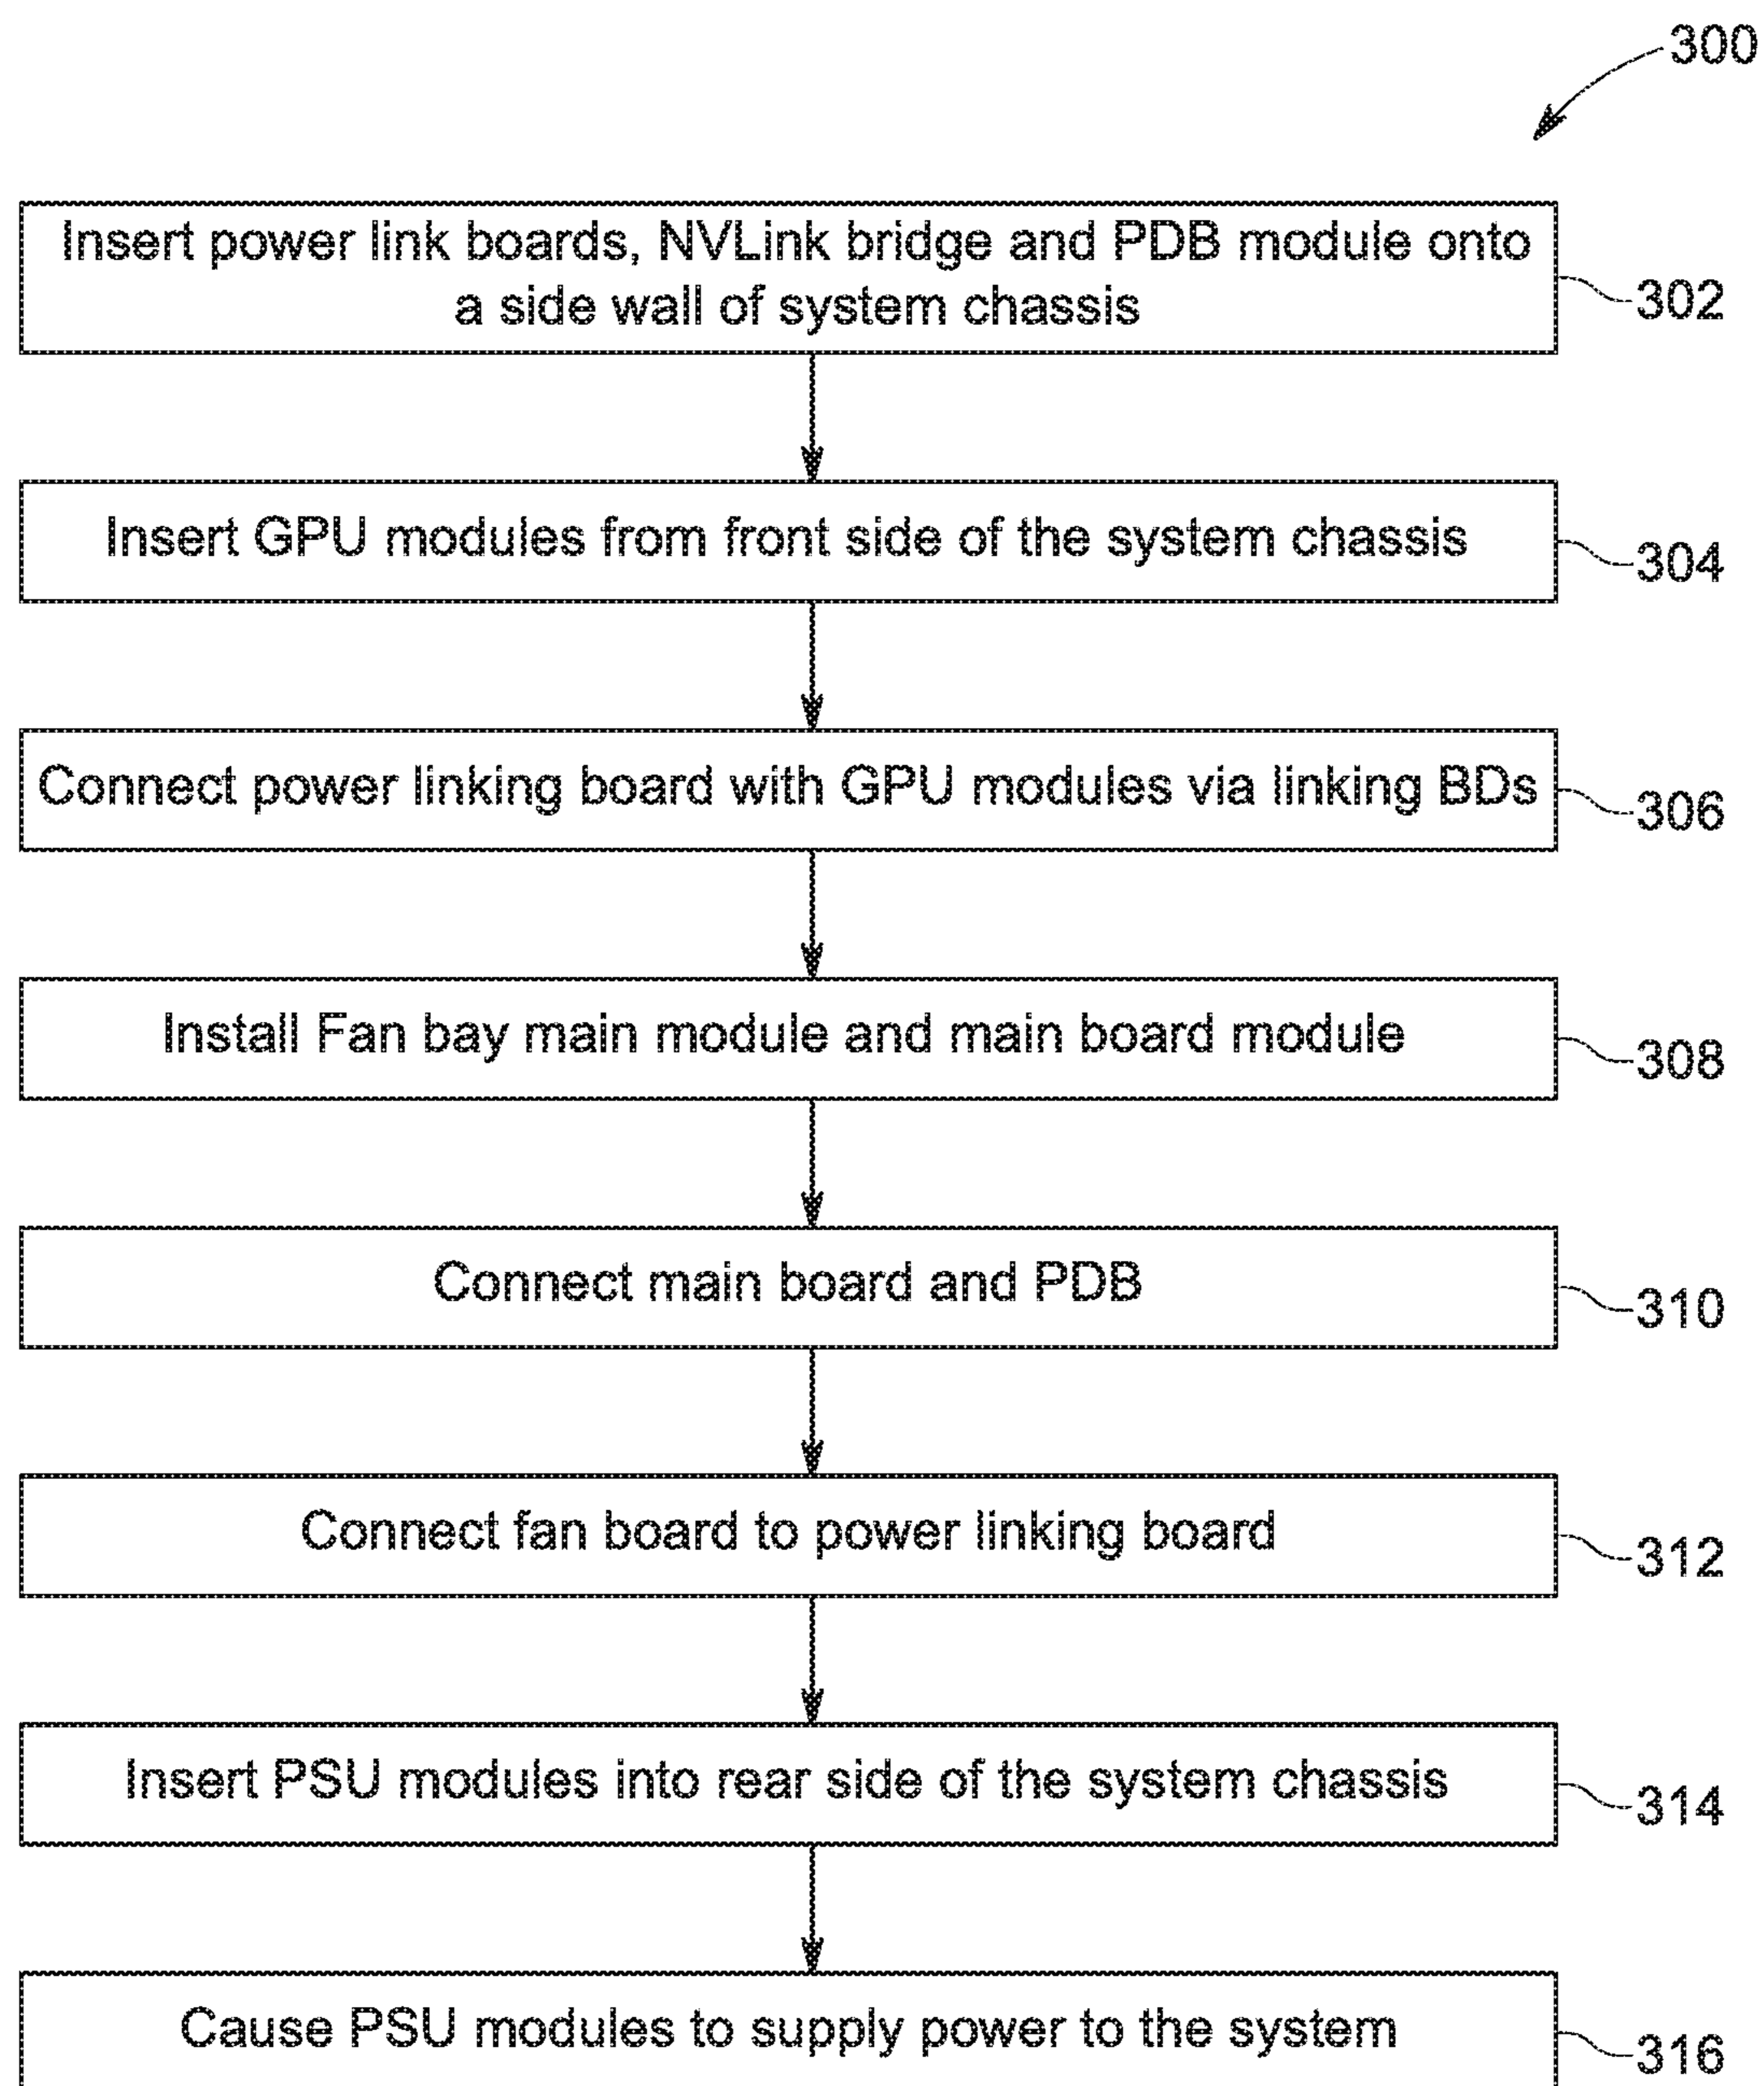 300
Insert power link boards, NVLink bridge and PDB module onto
a side wall of system chassis
302
Insert GPU modules from front side of the system chassis
304
Connect power linking board with GPU modules via linking BDs
306
Install Fan bay main module and main board module
308
Connect main board and PDB
310
Connect fan board to power linking board
312
Insert PSU modules into rear side of the system chassis
314
Cause PSU modules to supply power to the system
316